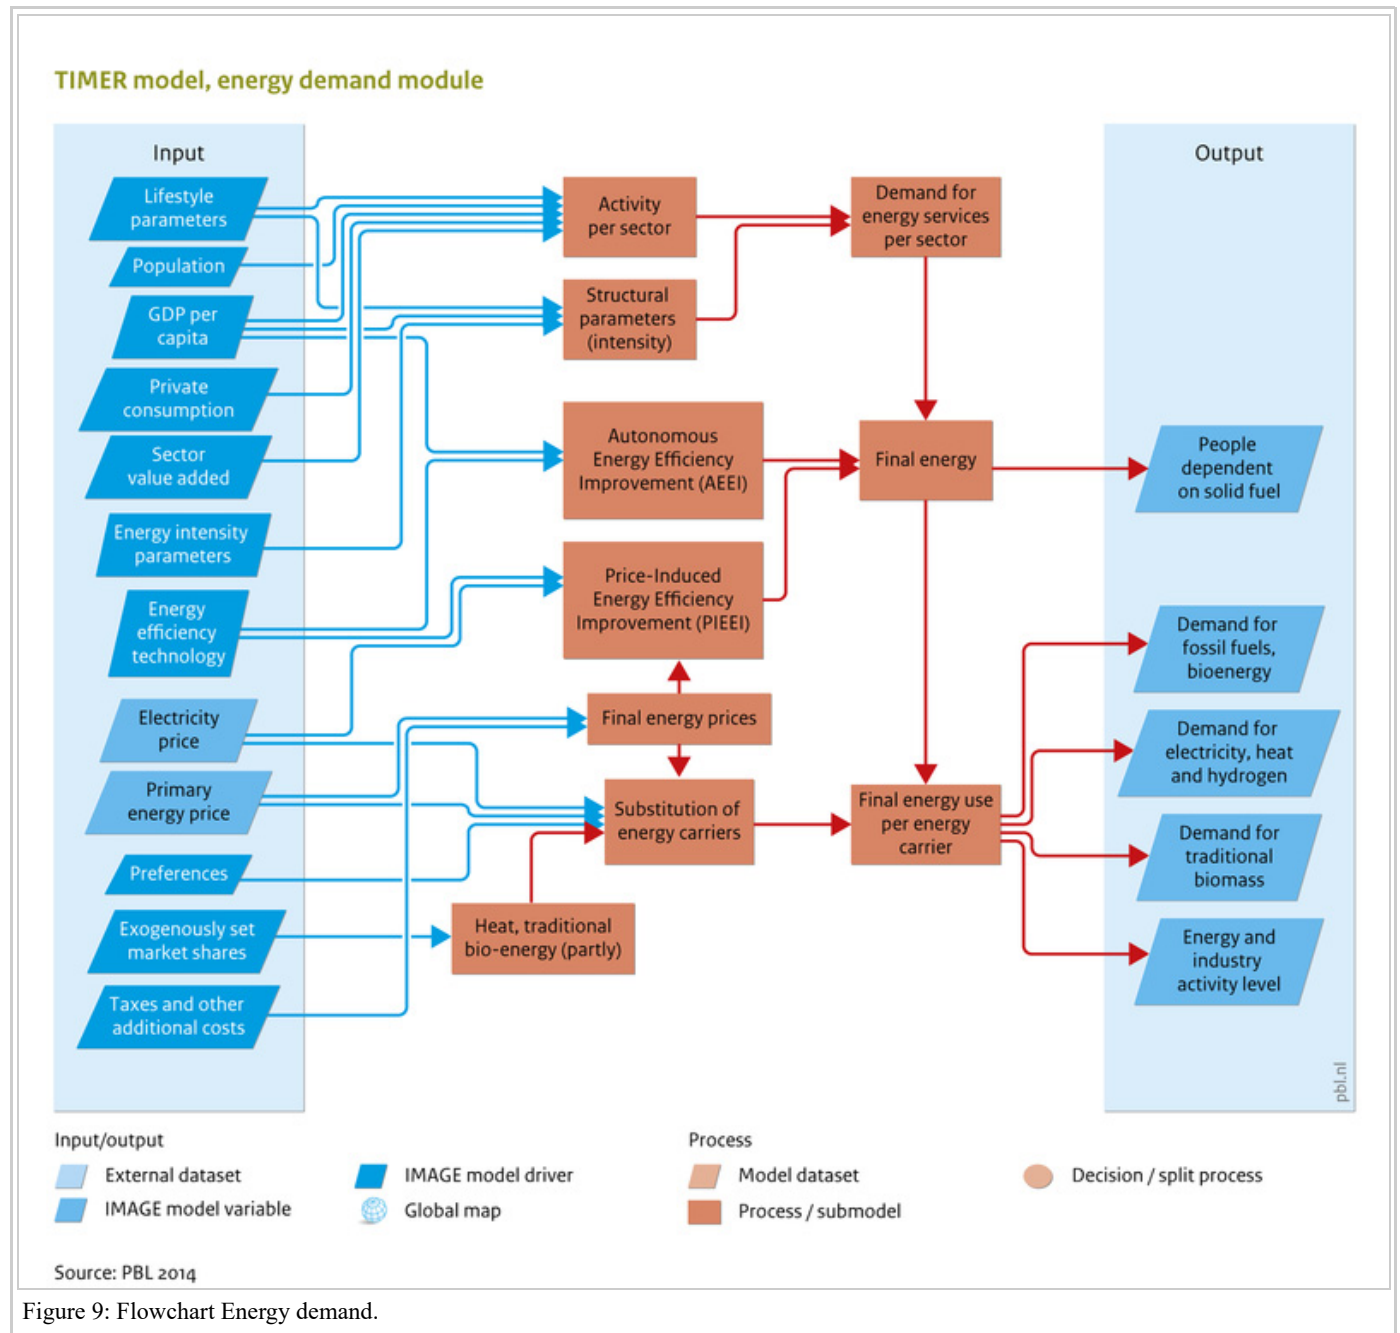 TIMER model, energy demand module
Input
Lifestyle
parameters
Population
GDP per
capita
Private
consumption
Sector
value added
Energy intensity
parameters
Energy
efficiency
technology
Electricity
price
Primary
energy price
Preferences
Exogenously set
market shares
Taxes and other
additional costs
Activity
per sector
Structural
parameters
(intensity)
Autonomous
Energy Efficiency
Improvement (AEEI)
Price-Induced
Energy Efficiency
Improvement (PIEEI)
Final energy prices
Substitution of
energy carriers
Heat, traditional
bio-energy (partly)
Demand for
energy services
per sector
Final energy
Final energy use
per energy
carrier
Output
People
dependent
on solid fuel
Demand for
fossil fuels,
bioenergy
Demand for
electricity, heat
and hydrogen
Demand for
traditional
biomass
Energy and
industry
activity level
pbl.nl
Input/output
External dataset
IMAGE model variable
IMAGE model driver
Global map
Process
Model dataset
Process / submodel
Decision / split process
Source: PBL 2014
Figure 9: Flowchart Energy demand.